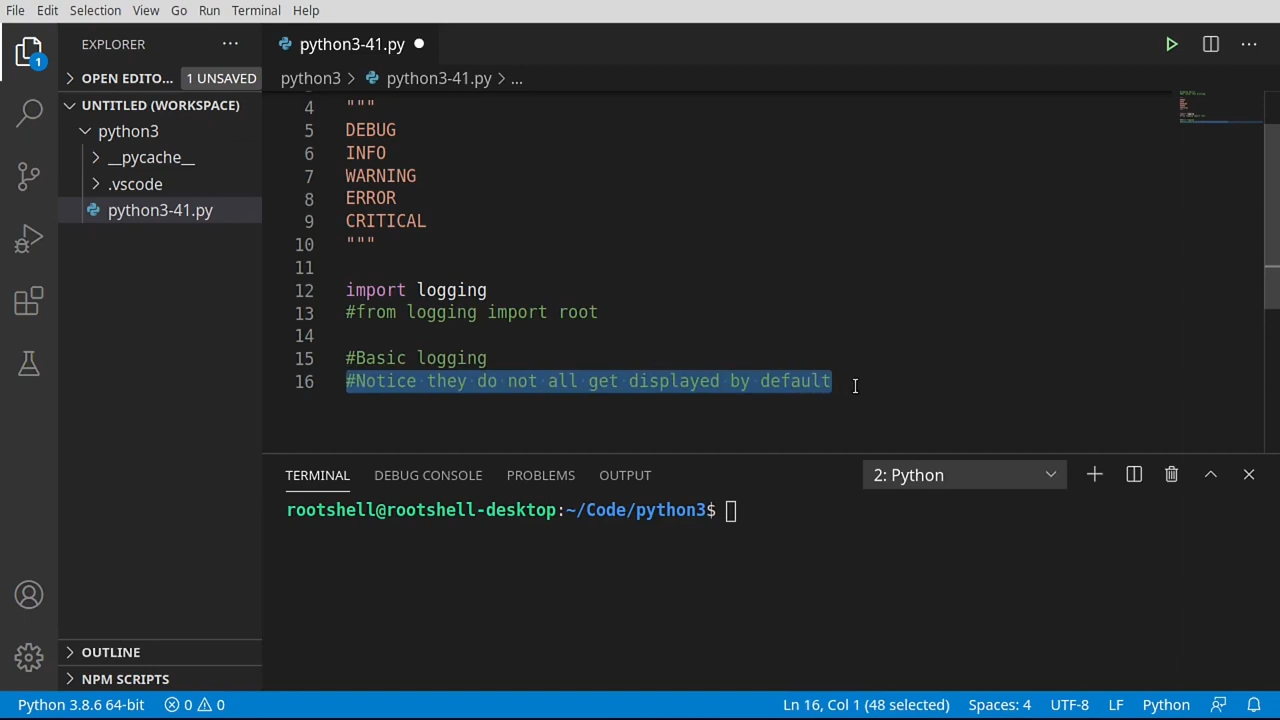 File Edit Selection View Go Run Terminal Help
EXPLORER
python3-41.py
OPEN EDITO... 1 UNSAVED
python3 > python3-41.py > ...
UNTITLED (WORKSPACE)
python3
__pycache__
.vscode
python3-41.py
1
4 """
5 DEBUG
6 INFO
7 WARNING
8 ERROR
9 CRITICAL
10 """
11
12 import logging
13 #from logging import root
14
15 #Basic logging
16 #Notice they do not all get displayed by default
TERMINAL DEBUG CONSOLE PROBLEMS OUTPUT 2: Python
rootshell@rootshell-desktop:~/Code/python3$
OUTLINE
NPM SCRIPTS
Python 3.8.6 64-bit 0 0 Ln 16, Col 1 (48 selected) Spaces: 4 UTF-8 LF Python